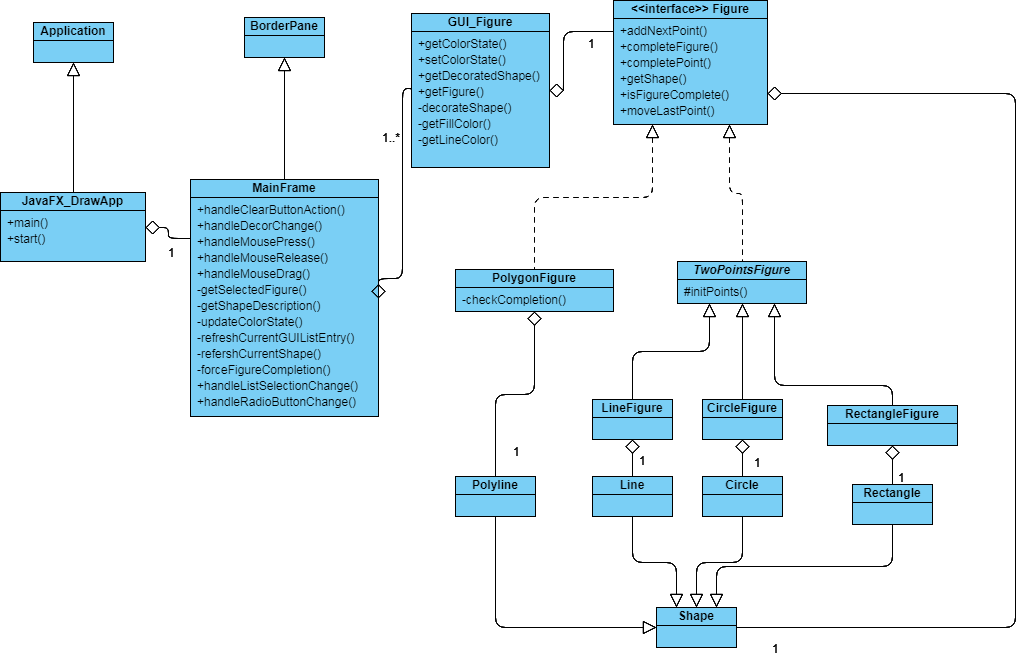 Application
BorderPane
GUI_Figure
+getColorState()
+setColorState()
+getDecoratedShape()
+getFigure()
-decorateShape()
-getFillColor()
-getLineColor()
<<interface>> Figure
+addNextPoint()
+completeFigure()
+completePoint()
+getShape()
+isFigureComplete()
+moveLastPoint()
1
1..*
JavaFX_DrawApp
+main()
+start()
1
MainFrame
+handleClearButtonAction()
+handleDecorChange()
+handleMousePress()
+handleMouseRelease()
+handleMouseDrag()
-getSelectedFigure()
-getShapeDescription()
-updateColorState()
-refreshCurrentGUIListEntry()
-refershCurrentShape()
-forceFigureCompletion()
+handleListSelectionChange()
+handleRadioButtonChange()
PolygonFigure
-checkCompletion()
TwoPointsFigure
#initPoints()
LineFigure
CircleFigure
RectangleFigure
1
1
1
1
Polyline
Line
Circle
Rectangle
Shape
1